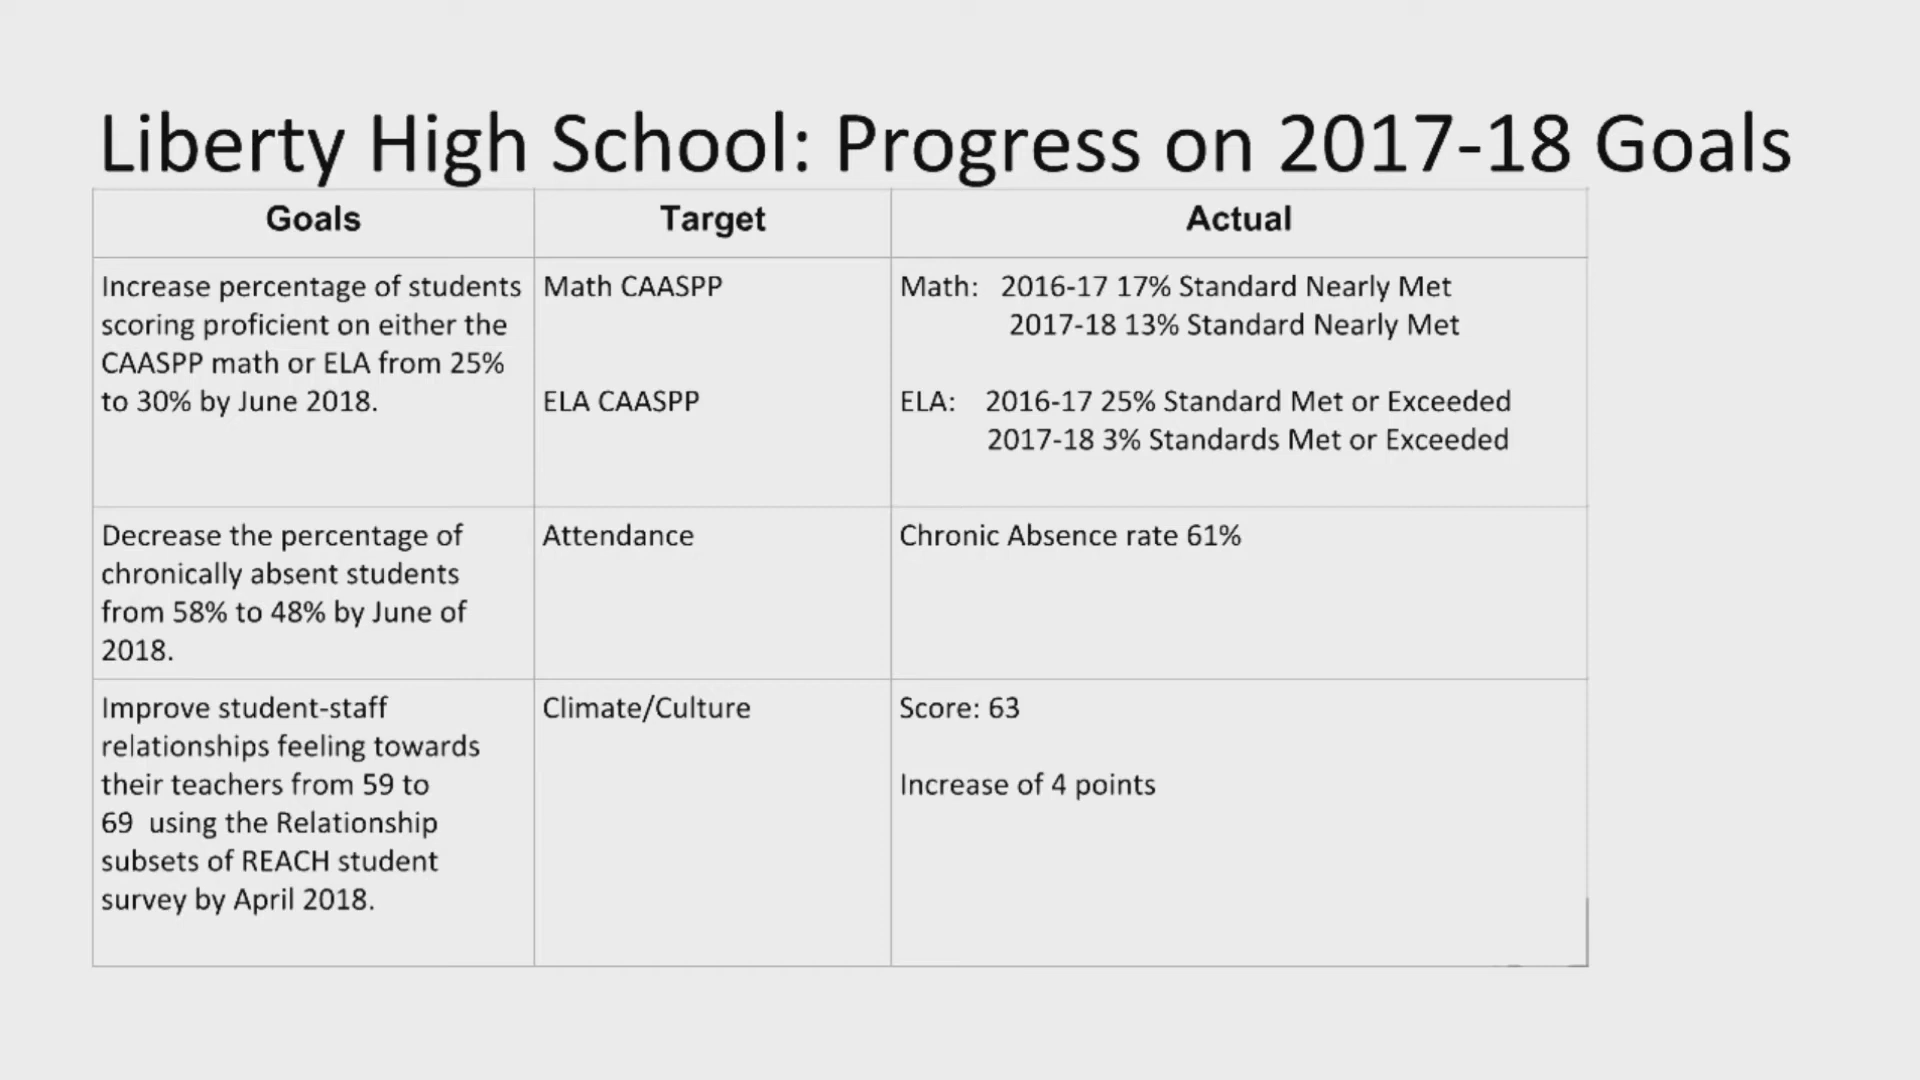 Liberty High School: Progress on 2017-18 Goals
Goals Target Actual
Increase percentage of students
scoring proficient on either the
CAASPP math or ELA from 25%
to 30% by June 2018.
Math CAASPP
ELA CAASPP
Math: 2016-17 17% Standard Nearly Met
2017-18 13% Standard Nearly Met
ELA: 2016-17 25% Standard Met or Exceeded
2017-18 3% Standards Met or Exceeded
Decrease the percentage of
chronically absent students
from 58% to 48% by June of
2018.
Attendance
Chronic Absence rate 61%
Improve student-staff
relationships feeling towards
their teachers from 59 to
69 using the Relationship
subsets of REACH student
survey by April 2018.
Climate/Culture
Score: 63
Increase of 4 points